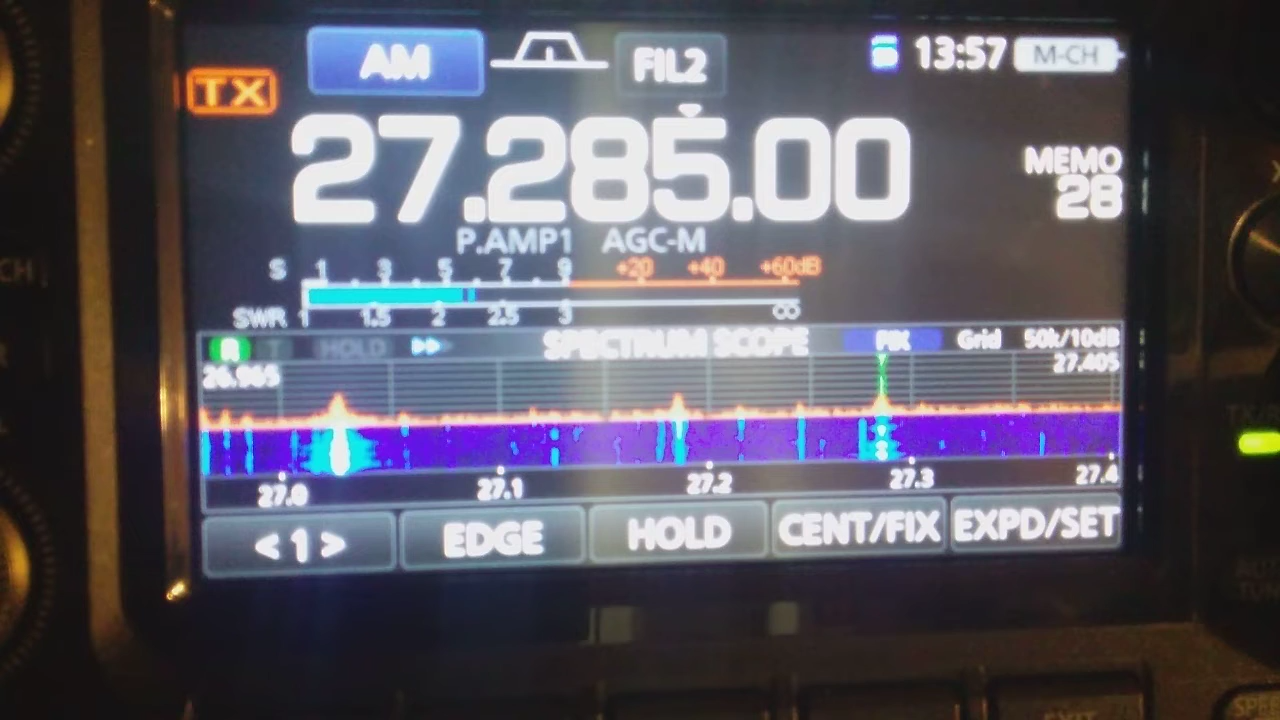 AM FIL2 13:57 M-CH
TX
27.285.00
MEMO
28
P.AMP1 AGC-M
S 1 3 5 7 9 +20 +40 +60dB
SWR 1 1.5 2 2.5 3 ∞
R T HOLD SPECTRUM SCOPE FIX Grid 50k/10dB
26.965 27.405
27.0 27.1 27.2 27.3 27.4
<1> EDGE HOLD CENT/FIX EXPD/SET
CH